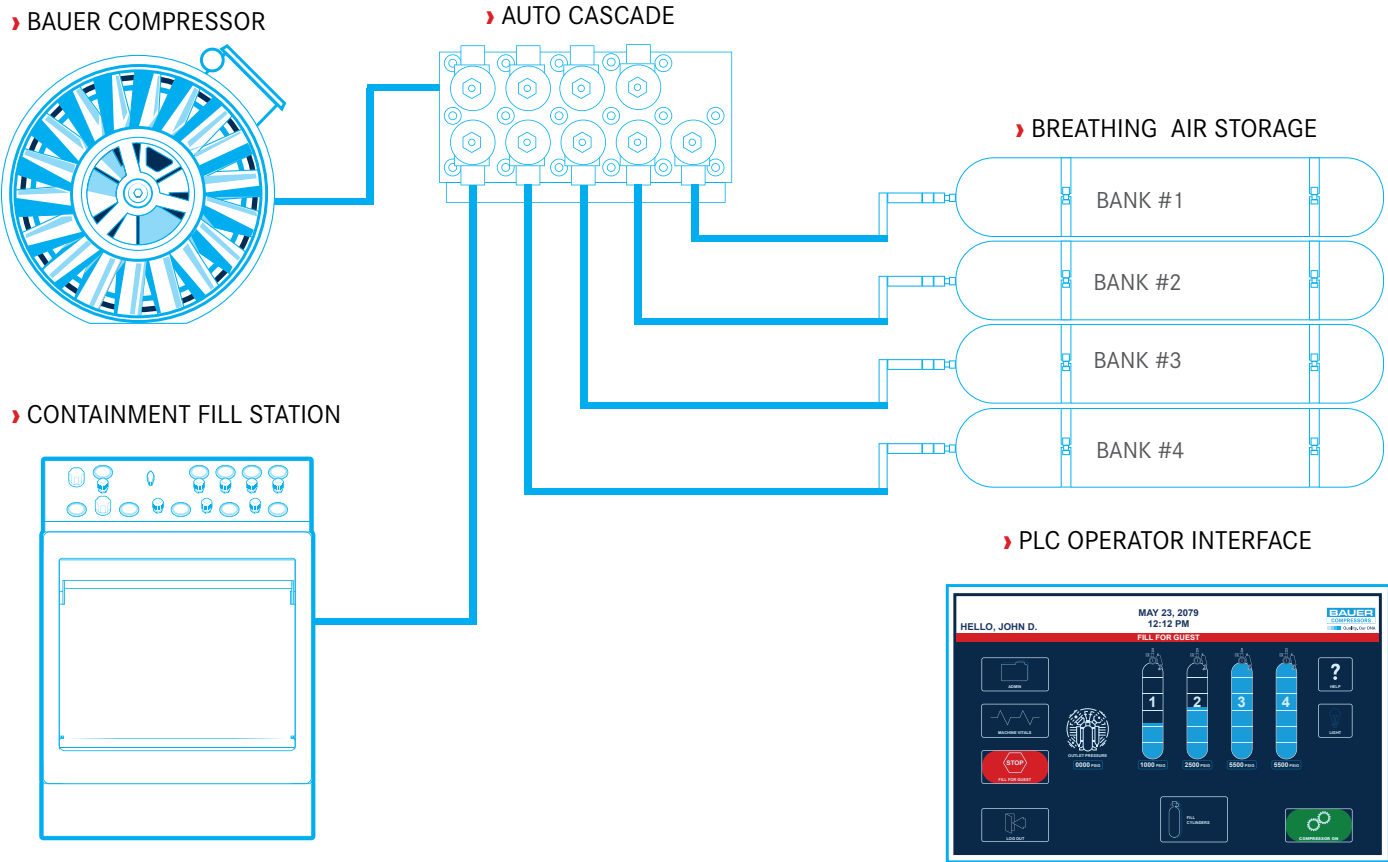 BAUER COMPRESSOR
AUTO CASCADE
BREATHING AIR STORAGE
BANK #1
BANK #2
BANK #3
BANK #4
CONTAINMENT FILL STATION
PLC OPERATOR INTERFACE
HELLO, JOHN D.
MAY 23, 2079
12:12 PM
BAUER
COMPRESSORS
Quality, Our DNA
FILL FOR GUEST
ADMIN
MACHINE VITALS
STOP
FILL FOR GUEST
LOG OUT
OUTLET PRESSURE
0000 PSIG
1
2
3
4
1000 PSIG
2500 PSIG
5500 PSIG
5500 PSIG
?
HELP
LIGHT
FILL
CYLINDERS
COMPRESSOR ON